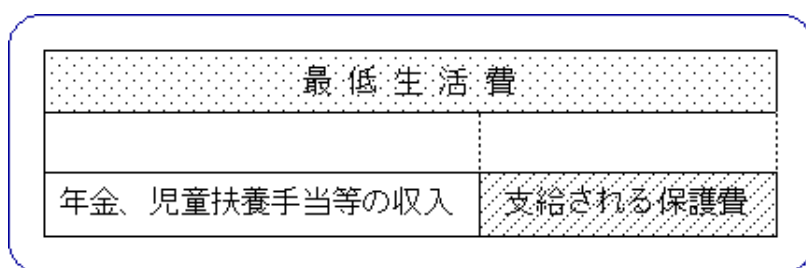 最低生活費
年金、児童扶養手当等の収入
支給される保護費